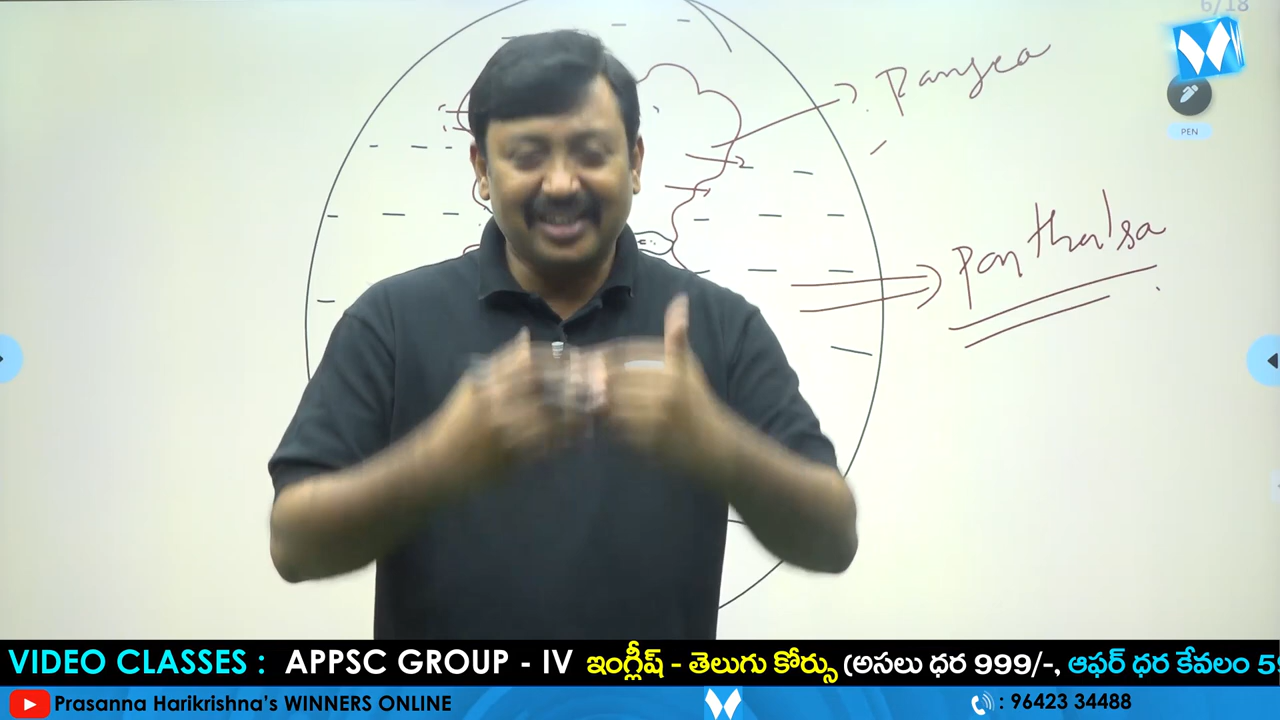 6/18
Pangea
PEN
Panthalsa
VIDEO CLASSES : APPSC GROUP - IV ఇంగ్లీష్ - తెలుగు కోర్సు (అసలు ధర 999/-, ఆఫర్ ధర కేవలం 59
Prasanna Harikrishna's WINNERS ONLINE : 96423 34488